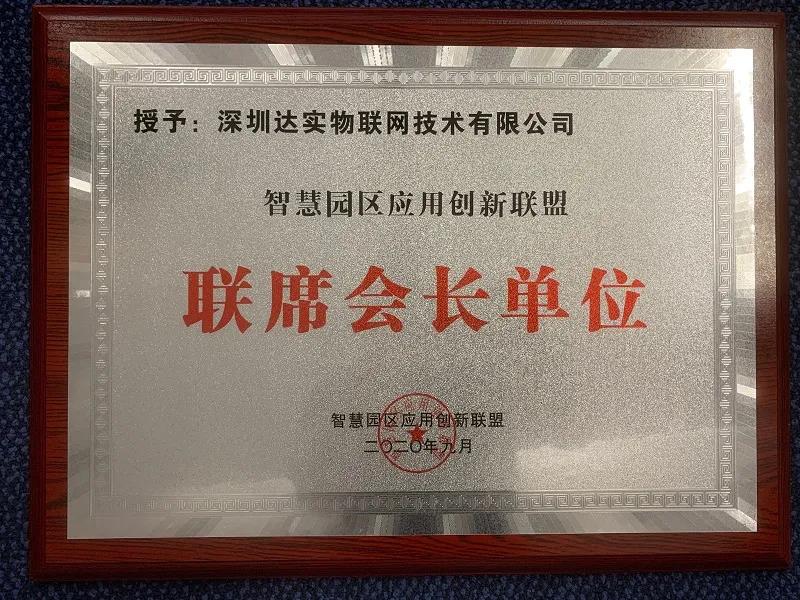 授予：深圳达实物联网技术有限公司
智慧园区应用创新联盟
联席会长单位
智慧园区应用创新联盟
二〇二〇年九月